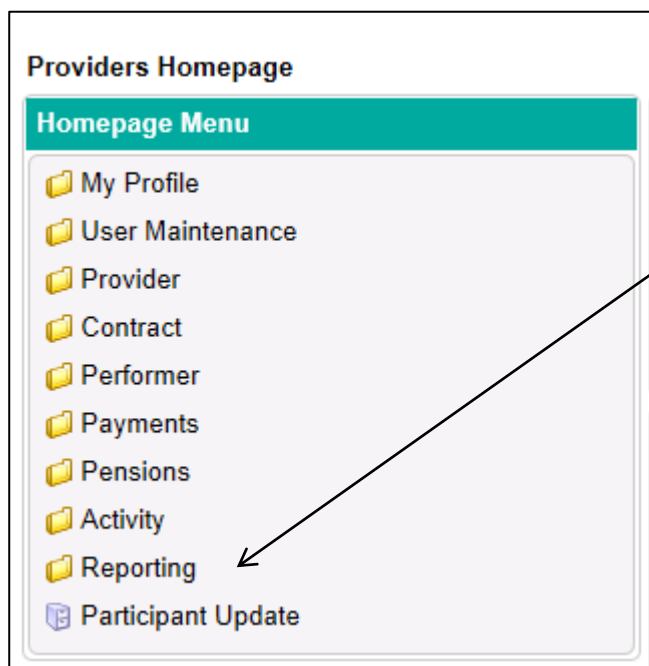 Providers Homepage
Homepage Menu
My Profile
User Maintenance
Provider
Contract
Performer
Payments
Pensions
Activity
Reporting
Participant Update